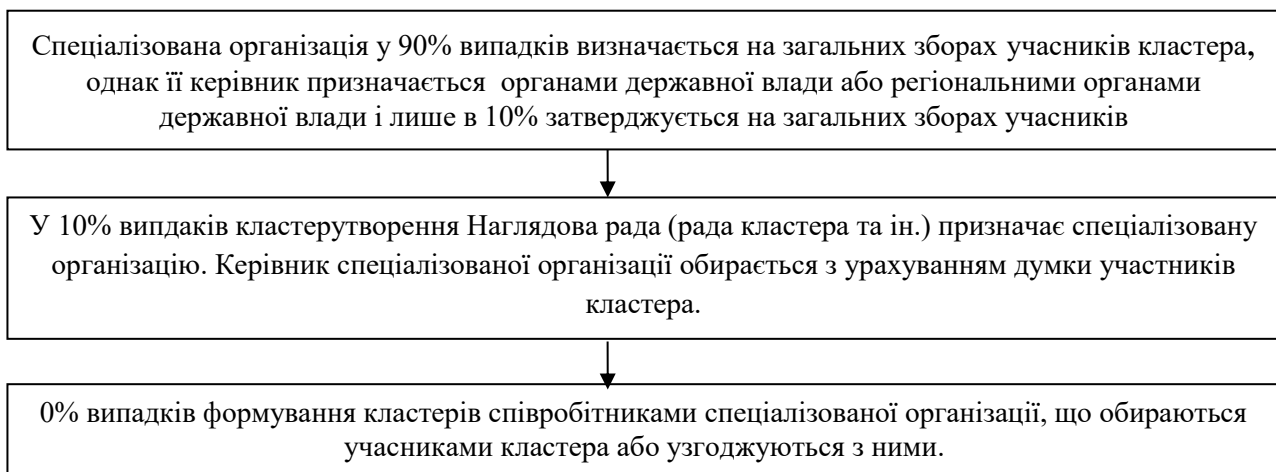 Спеціалізована організація у 90% випадків визначається на загальних зборах учасників кластера,
однак її керівник призначається органами державної влади або регіональними органами
державної влади і лише в 10% затверджується на загальних зборах учасників
У 10% випдаків кластерутворення Наглядова рада (рада кластера та ін.) призначає спеціалізовану
організацію. Керівник спеціалізованої організації обирається з урахуванням думки участників
кластера.
0% випадків формування кластерів співробітниками спеціалізованої організації, що обираються
учасниками кластера або узгоджуються з ними.